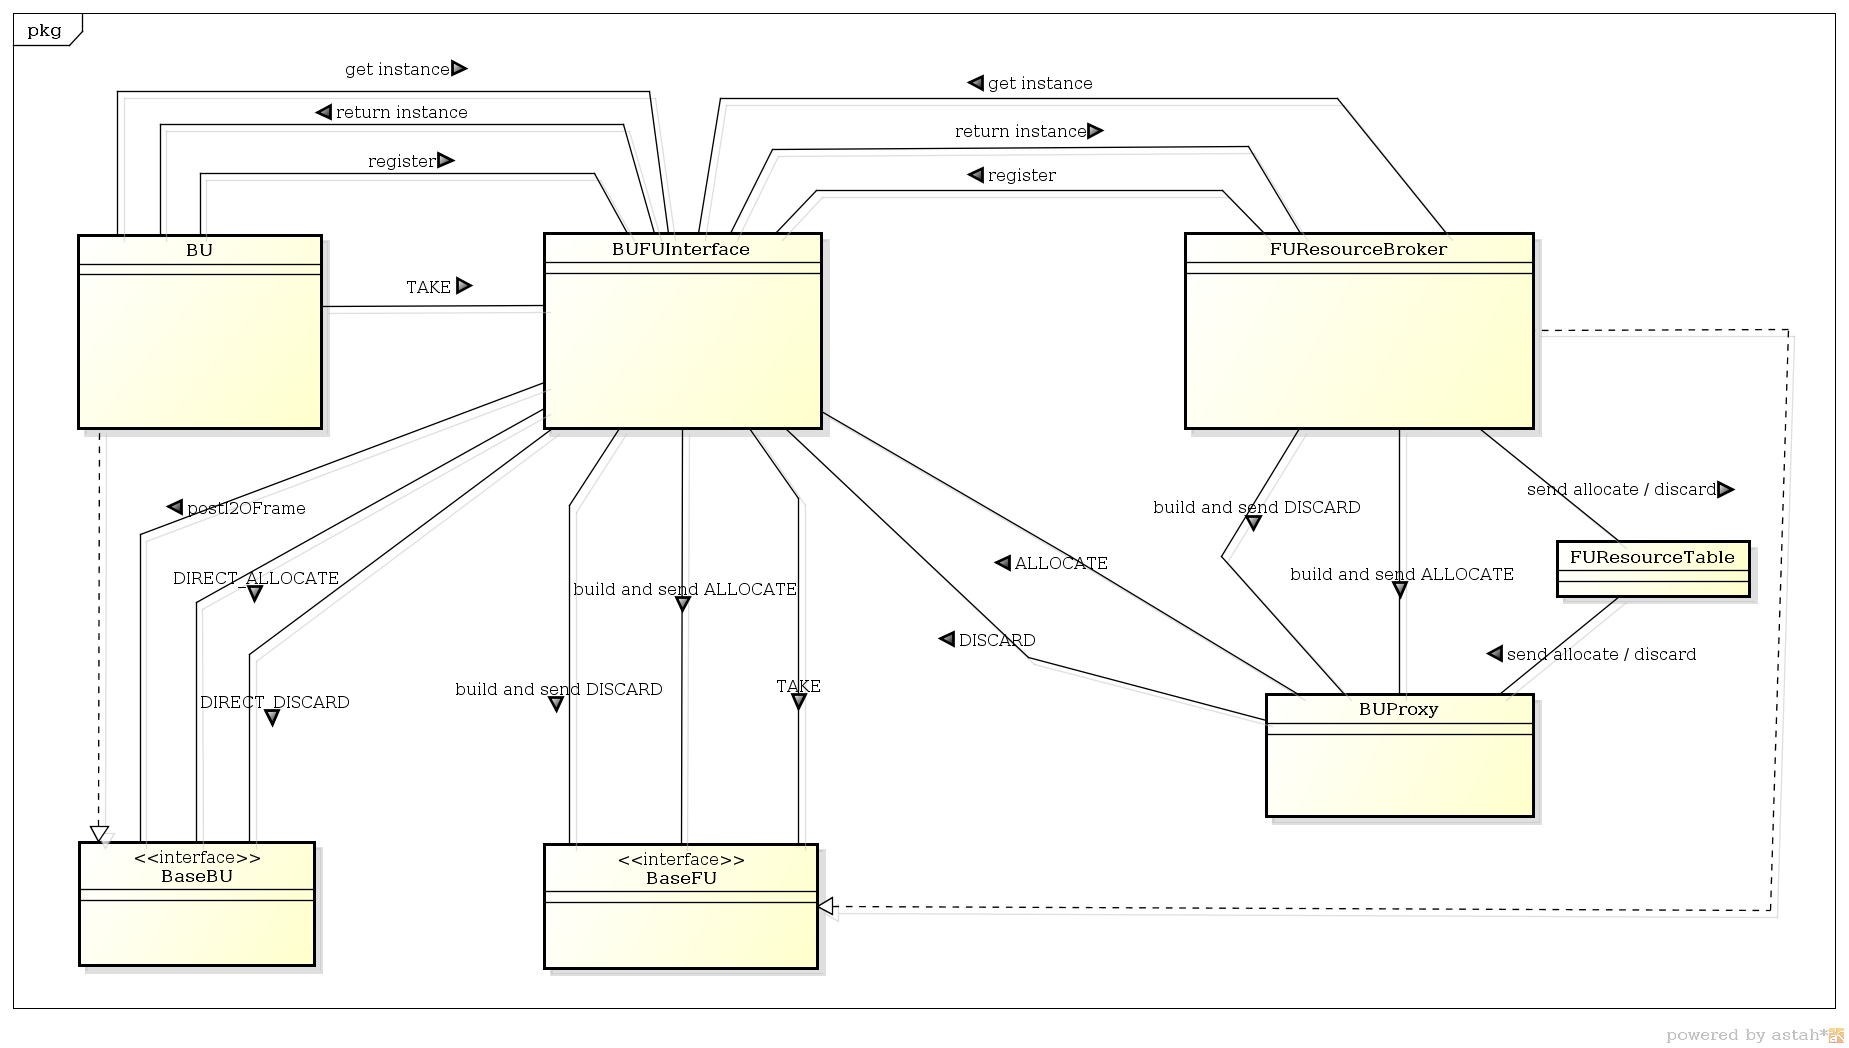 pkg
get instance
get instance
return instance
return instance
register
register
BU
BUFUInterface
FUResourceBroker
TAKE
send allocate / discard
postI2OFrame
build and send DISCARD
FUResourceTable
ALLOCATE
build and send ALLOCATE
DIRECT_ALLOCATE
build and send ALLOCATE
DISCARD
send allocate / discard
TAKE
build and send DISCARD
DIRECT_DISCARD
BUProxy
<<interface>>
BaseBU
<<interface>>
BaseFU
powered by astah*